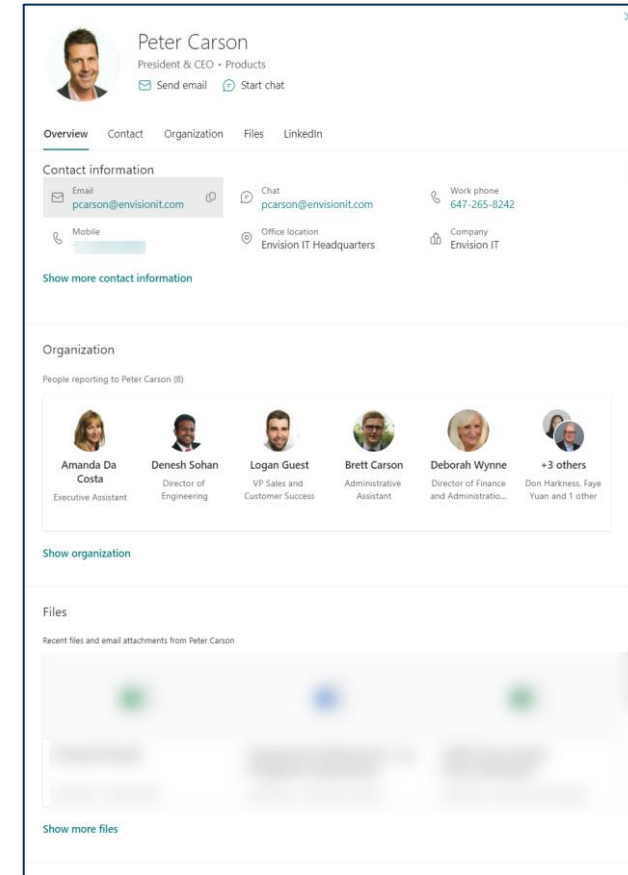 Peter Carson
President & CEO • Products
Send email Start chat
Overview Contact Organization Files LinkedIn
Contact information
Email
pcarson@envisionit.com
Chat
pcarson@envisionit.com
Work phone
647-265-8242
Mobile
Office location
Envision IT Headquarters
Company
Envision IT
Show more contact information
Organization
People reporting to Peter Carson (8)
Amanda Da
Costa
Executive Assistant
Denesh Sohan
Director of
Engineering
Logan Guest
VP Sales and
Customer Success
Brett Carson
Administrative
Assistant
Deborah Wynne
Director of Finance
and Administratio...
+3 others
Don Harkness, Faye
Yuan and 1 other
Show organization
Files
Recent files and email attachments from Peter Carson
Show more files